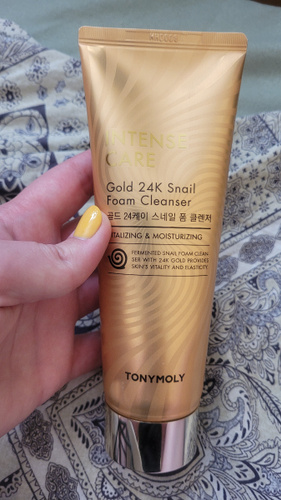 INTENSE
CARE
Gold 24K Snail
Foam Cleanser
골드 24케이 스네일 폼 클렌저
VITALIZING & MOISTURIZING
FERMENTED SNAIL FOAM CLEAN
SER WITH 24K GOLD PROVIDES
SKIN'S VITALITY AND ELASTICITY.
TONYMOLY